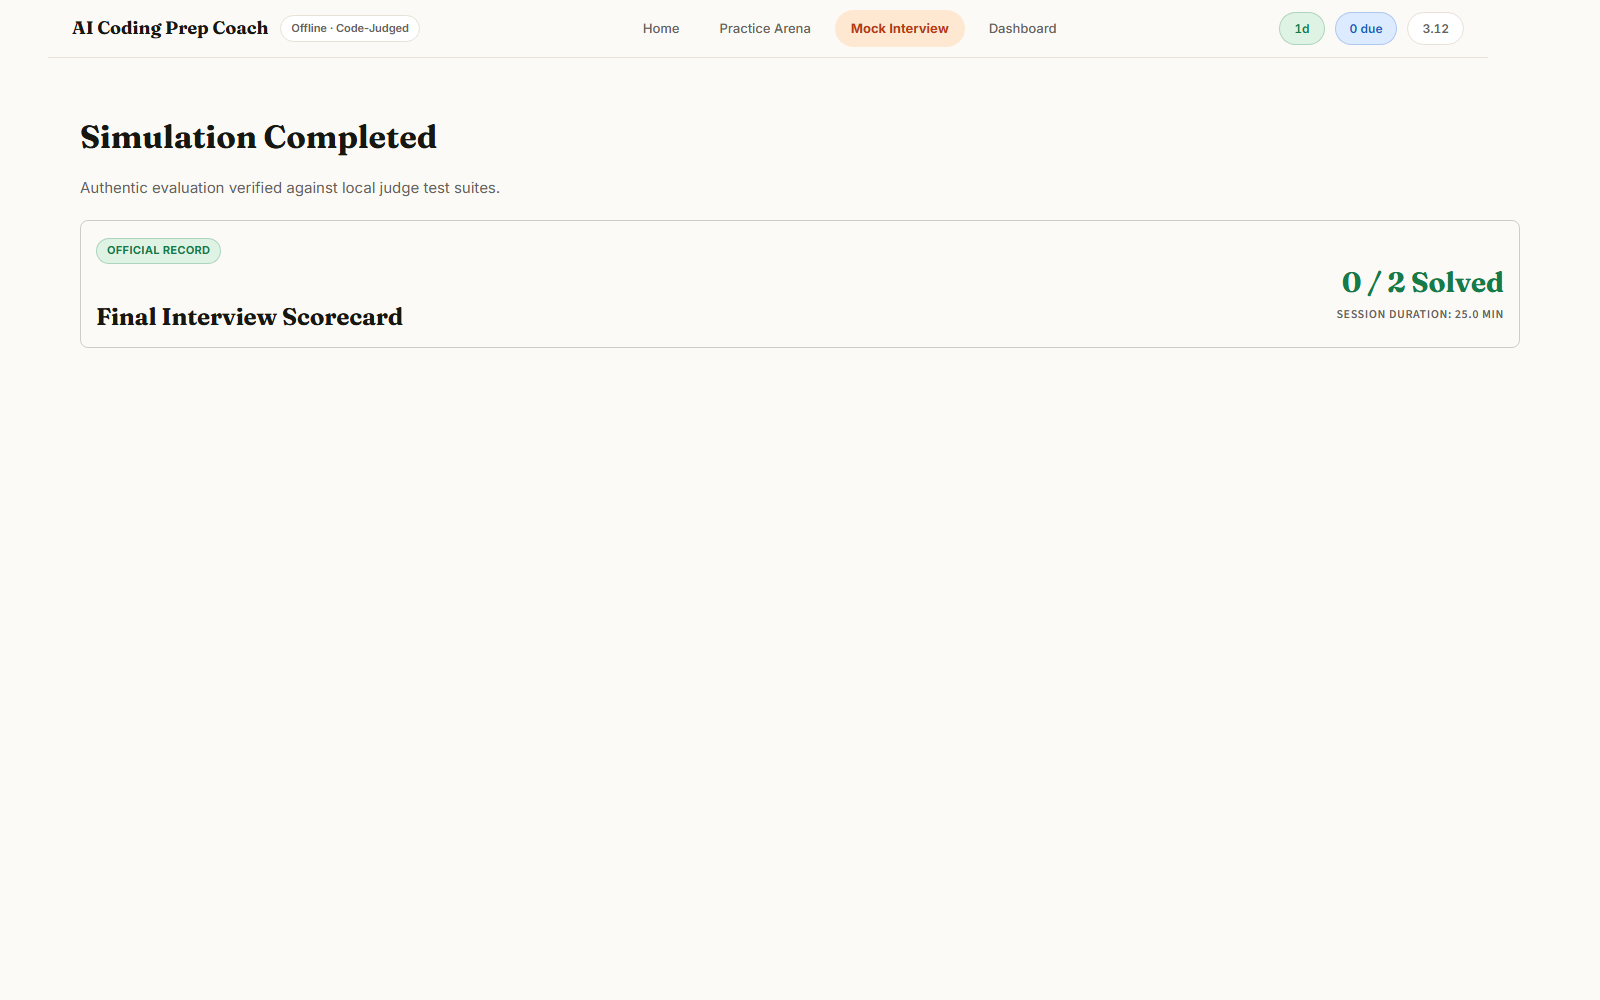 AI Coding Prep Coach
Offline · Code-Judged
Home
Practice Arena
Mock Interview
Dashboard
1d
0 due
3.12
Simulation Completed
Authentic evaluation verified against local judge test suites.
OFFICIAL RECORD
Final Interview Scorecard
0 / 2 Solved
SESSION DURATION: 25.0 MIN